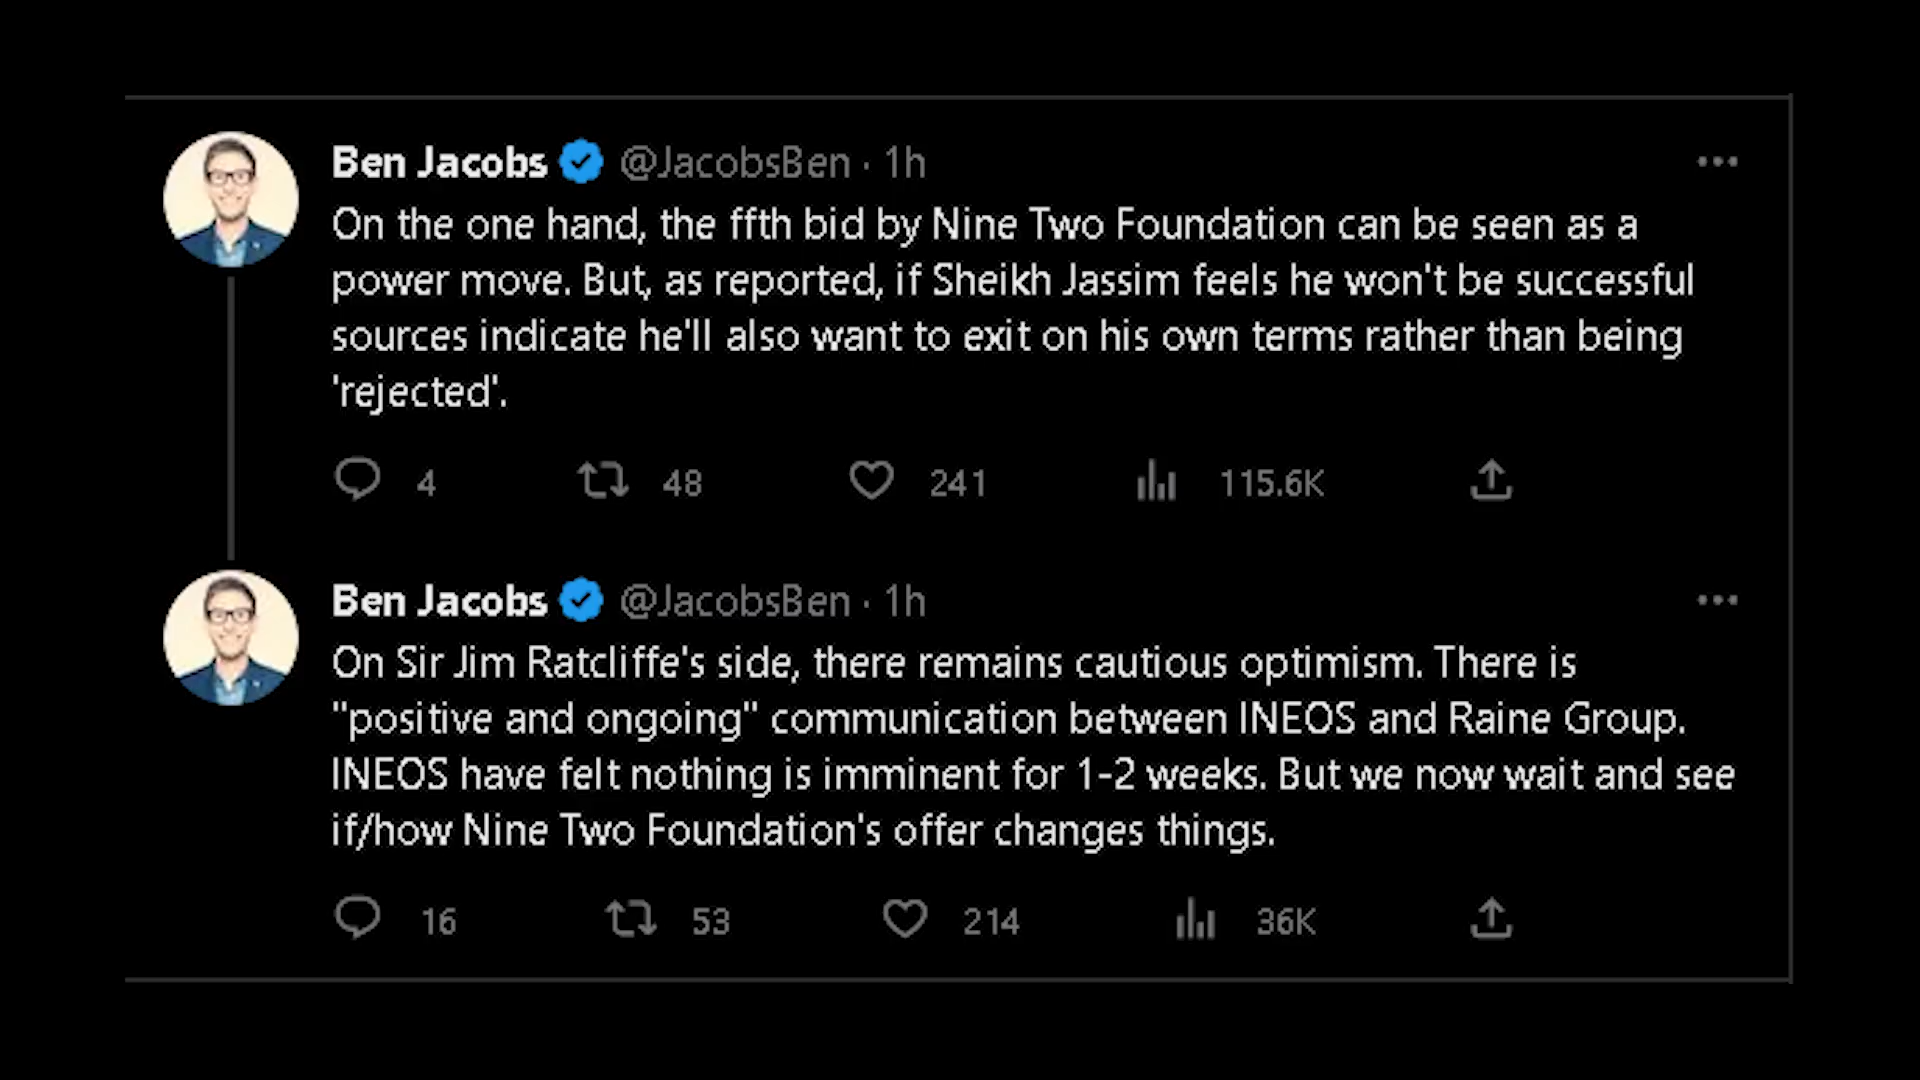 Ben Jacobs @JacobsBen · 1h
On the one hand, the ffth bid by Nine Two Foundation can be seen as a
power move. But, as reported, if Sheikh Jassim feels he won't be successful
sources indicate he'll also want to exit on his own terms rather than being
'rejected'.
4 48 241 115.6K
Ben Jacobs @JacobsBen · 1h
On Sir Jim Ratcliffe's side, there remains cautious optimism. There is
"positive and ongoing" communication between INEOS and Raine Group.
INEOS have felt nothing is imminent for 1-2 weeks. But we now wait and see
if/how Nine Two Foundation's offer changes things.
16 53 214 36K